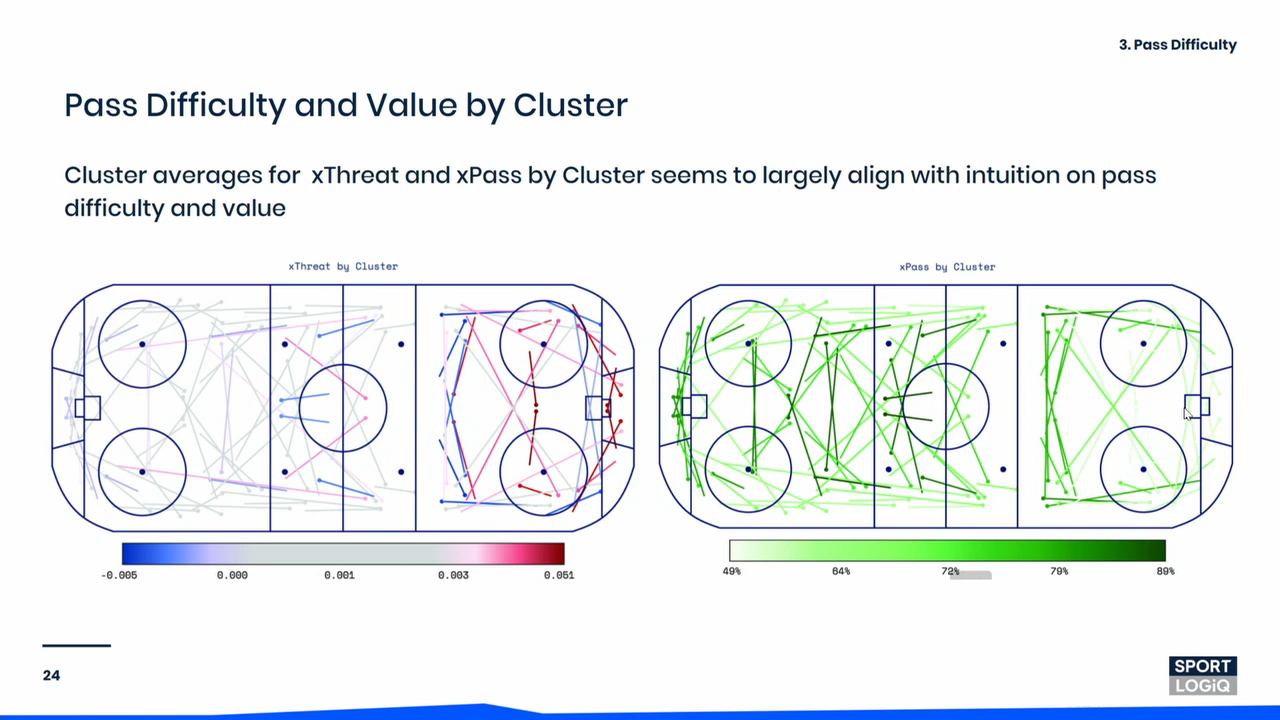 3. Pass Difficulty
Pass Difficulty and Value by Cluster
Cluster averages for xThreat and xPass by Cluster seems to largely align with intuition on pass
difficulty and value
xThreat by Cluster
xPass by Cluster
-0.005 0.000 0.001 0.003 0.051
49% 64% 72% 79% 89%
24
SPORT
LOGiQ